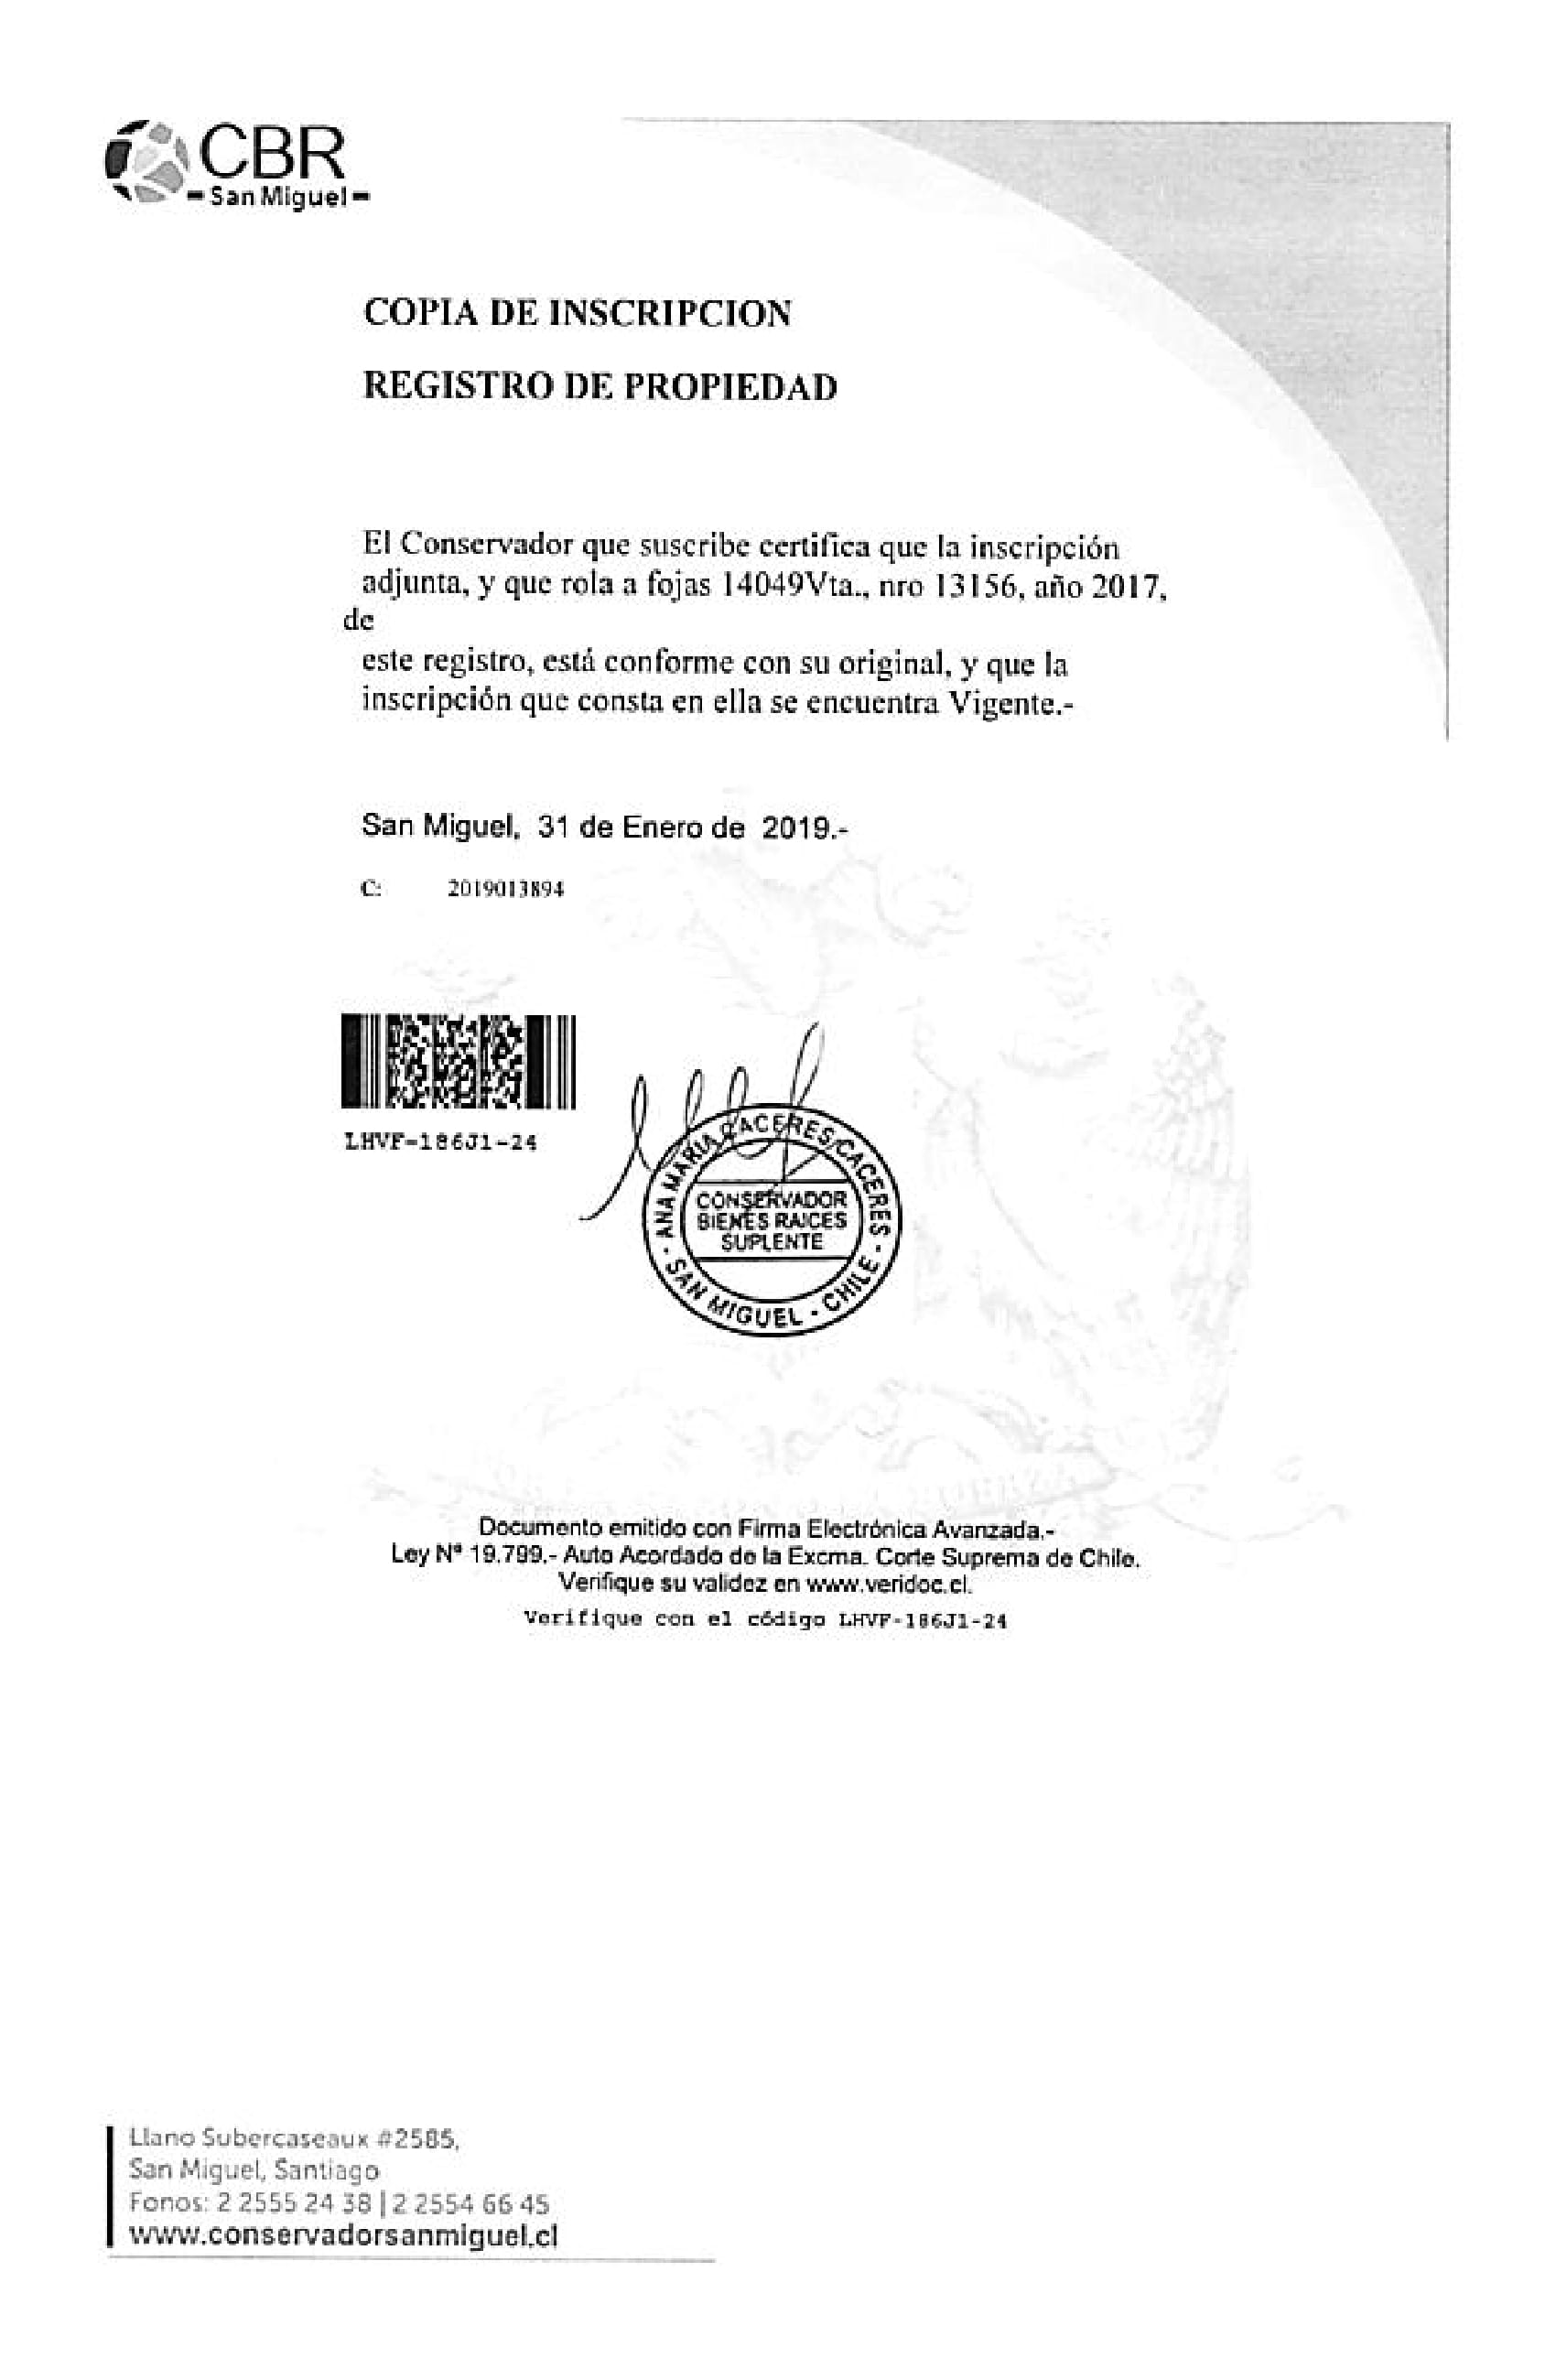 CBR
San Miguel
COPIA DE INSCRIPCION
REGISTRO DE PROPIEDAD
El Conservador que suscribe certifica que la inscripción
adjunta, y que rola a fojas 14049Vta., nro 13156, año 2017,
de
este registro, está conforme con su original, y que la
inscripción que consta en ella se encuentra Vigente.-
San Miguel, 31 de Enero de 2019.-
C: 2019013894
LHVF-186J1-24
ANA MARIA CACERES CACERES
CONSERVADOR
BIENES RAICES
SUPLENTE
SAN MIGUEL - CHILE
Documento emitido con Firma Electrónica Avanzada.-
Ley Nº 19.799.- Auto Acordado de la Excma. Corte Suprema de Chile.
Verifique su validez en www.veridoc.cl.
Verifique con el código LHVF-186J1-24
Llano Subercaseaux #2585,
San Miguel, Santiago
Fonos: 2 2555 24 38 | 2 2554 66 45
www.conservadorsanmiguel.cl